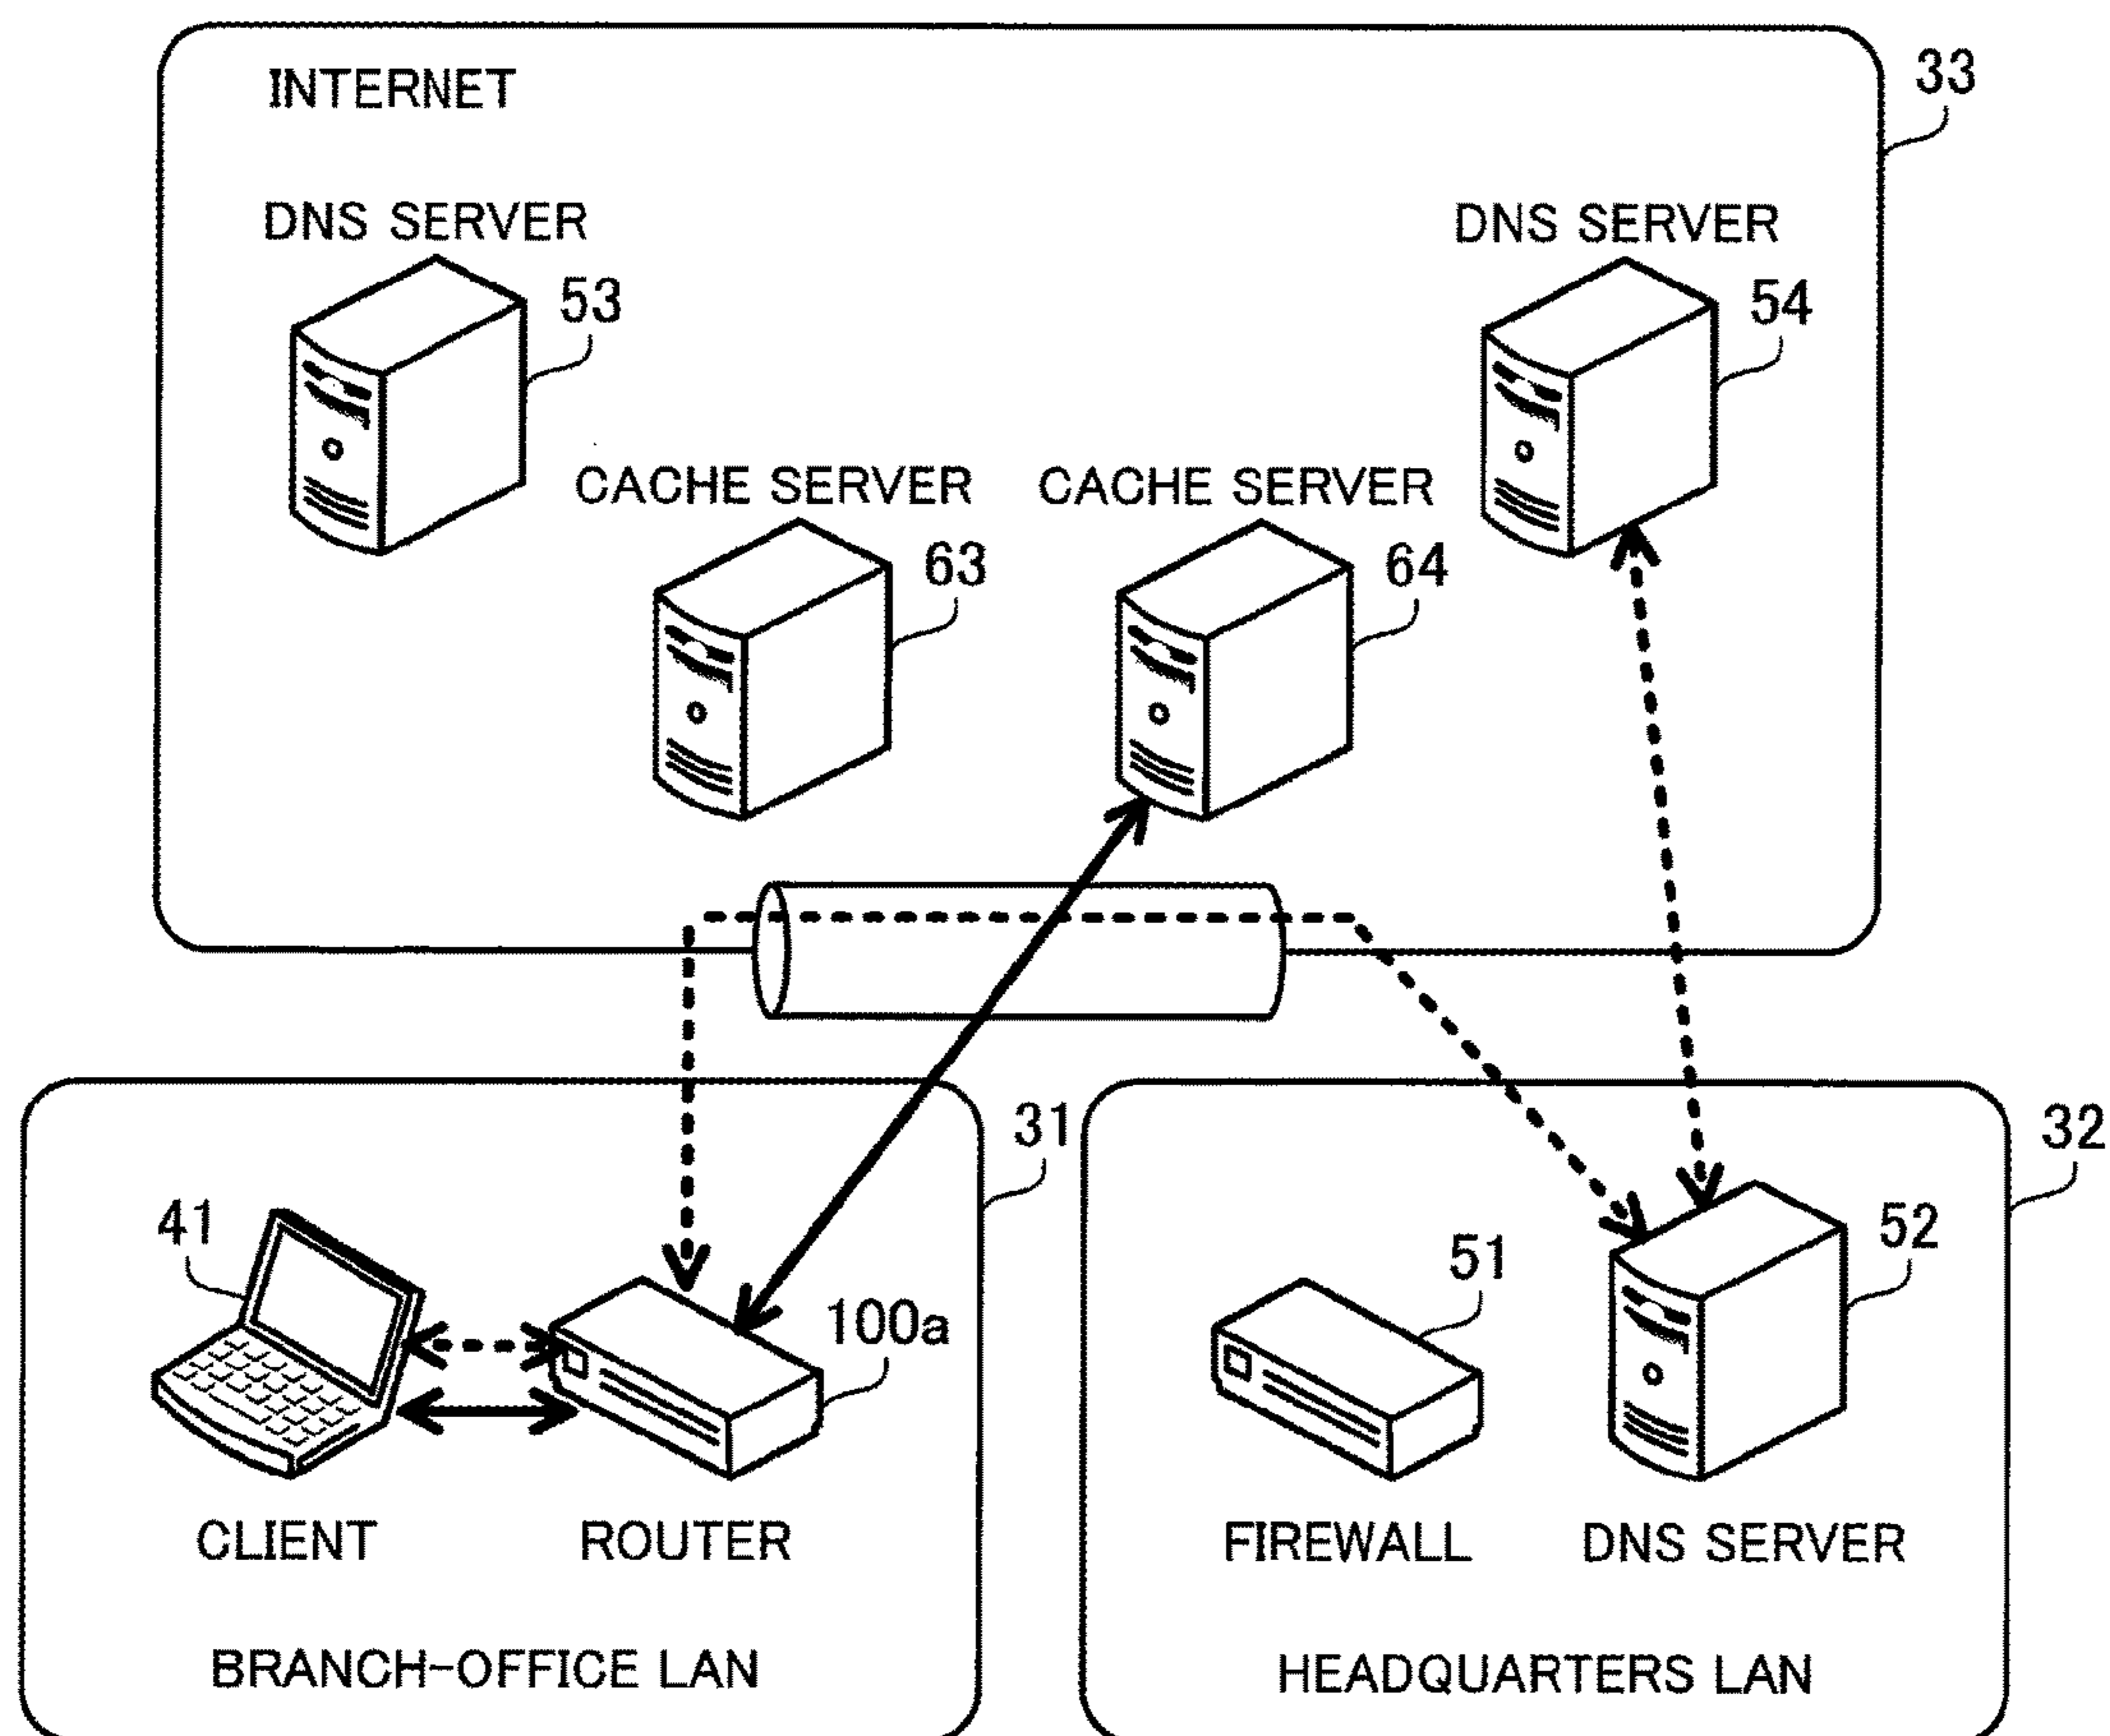 INTERNET
33
DNS SERVER
53
DNS SERVER
54
CACHE SERVER
63
CACHE SERVER
64
31
32
41
100a
51
52
CLIENT
ROUTER
FIREWALL
DNS SERVER
BRANCH-OFFICE LAN
HEADQUARTERS LAN